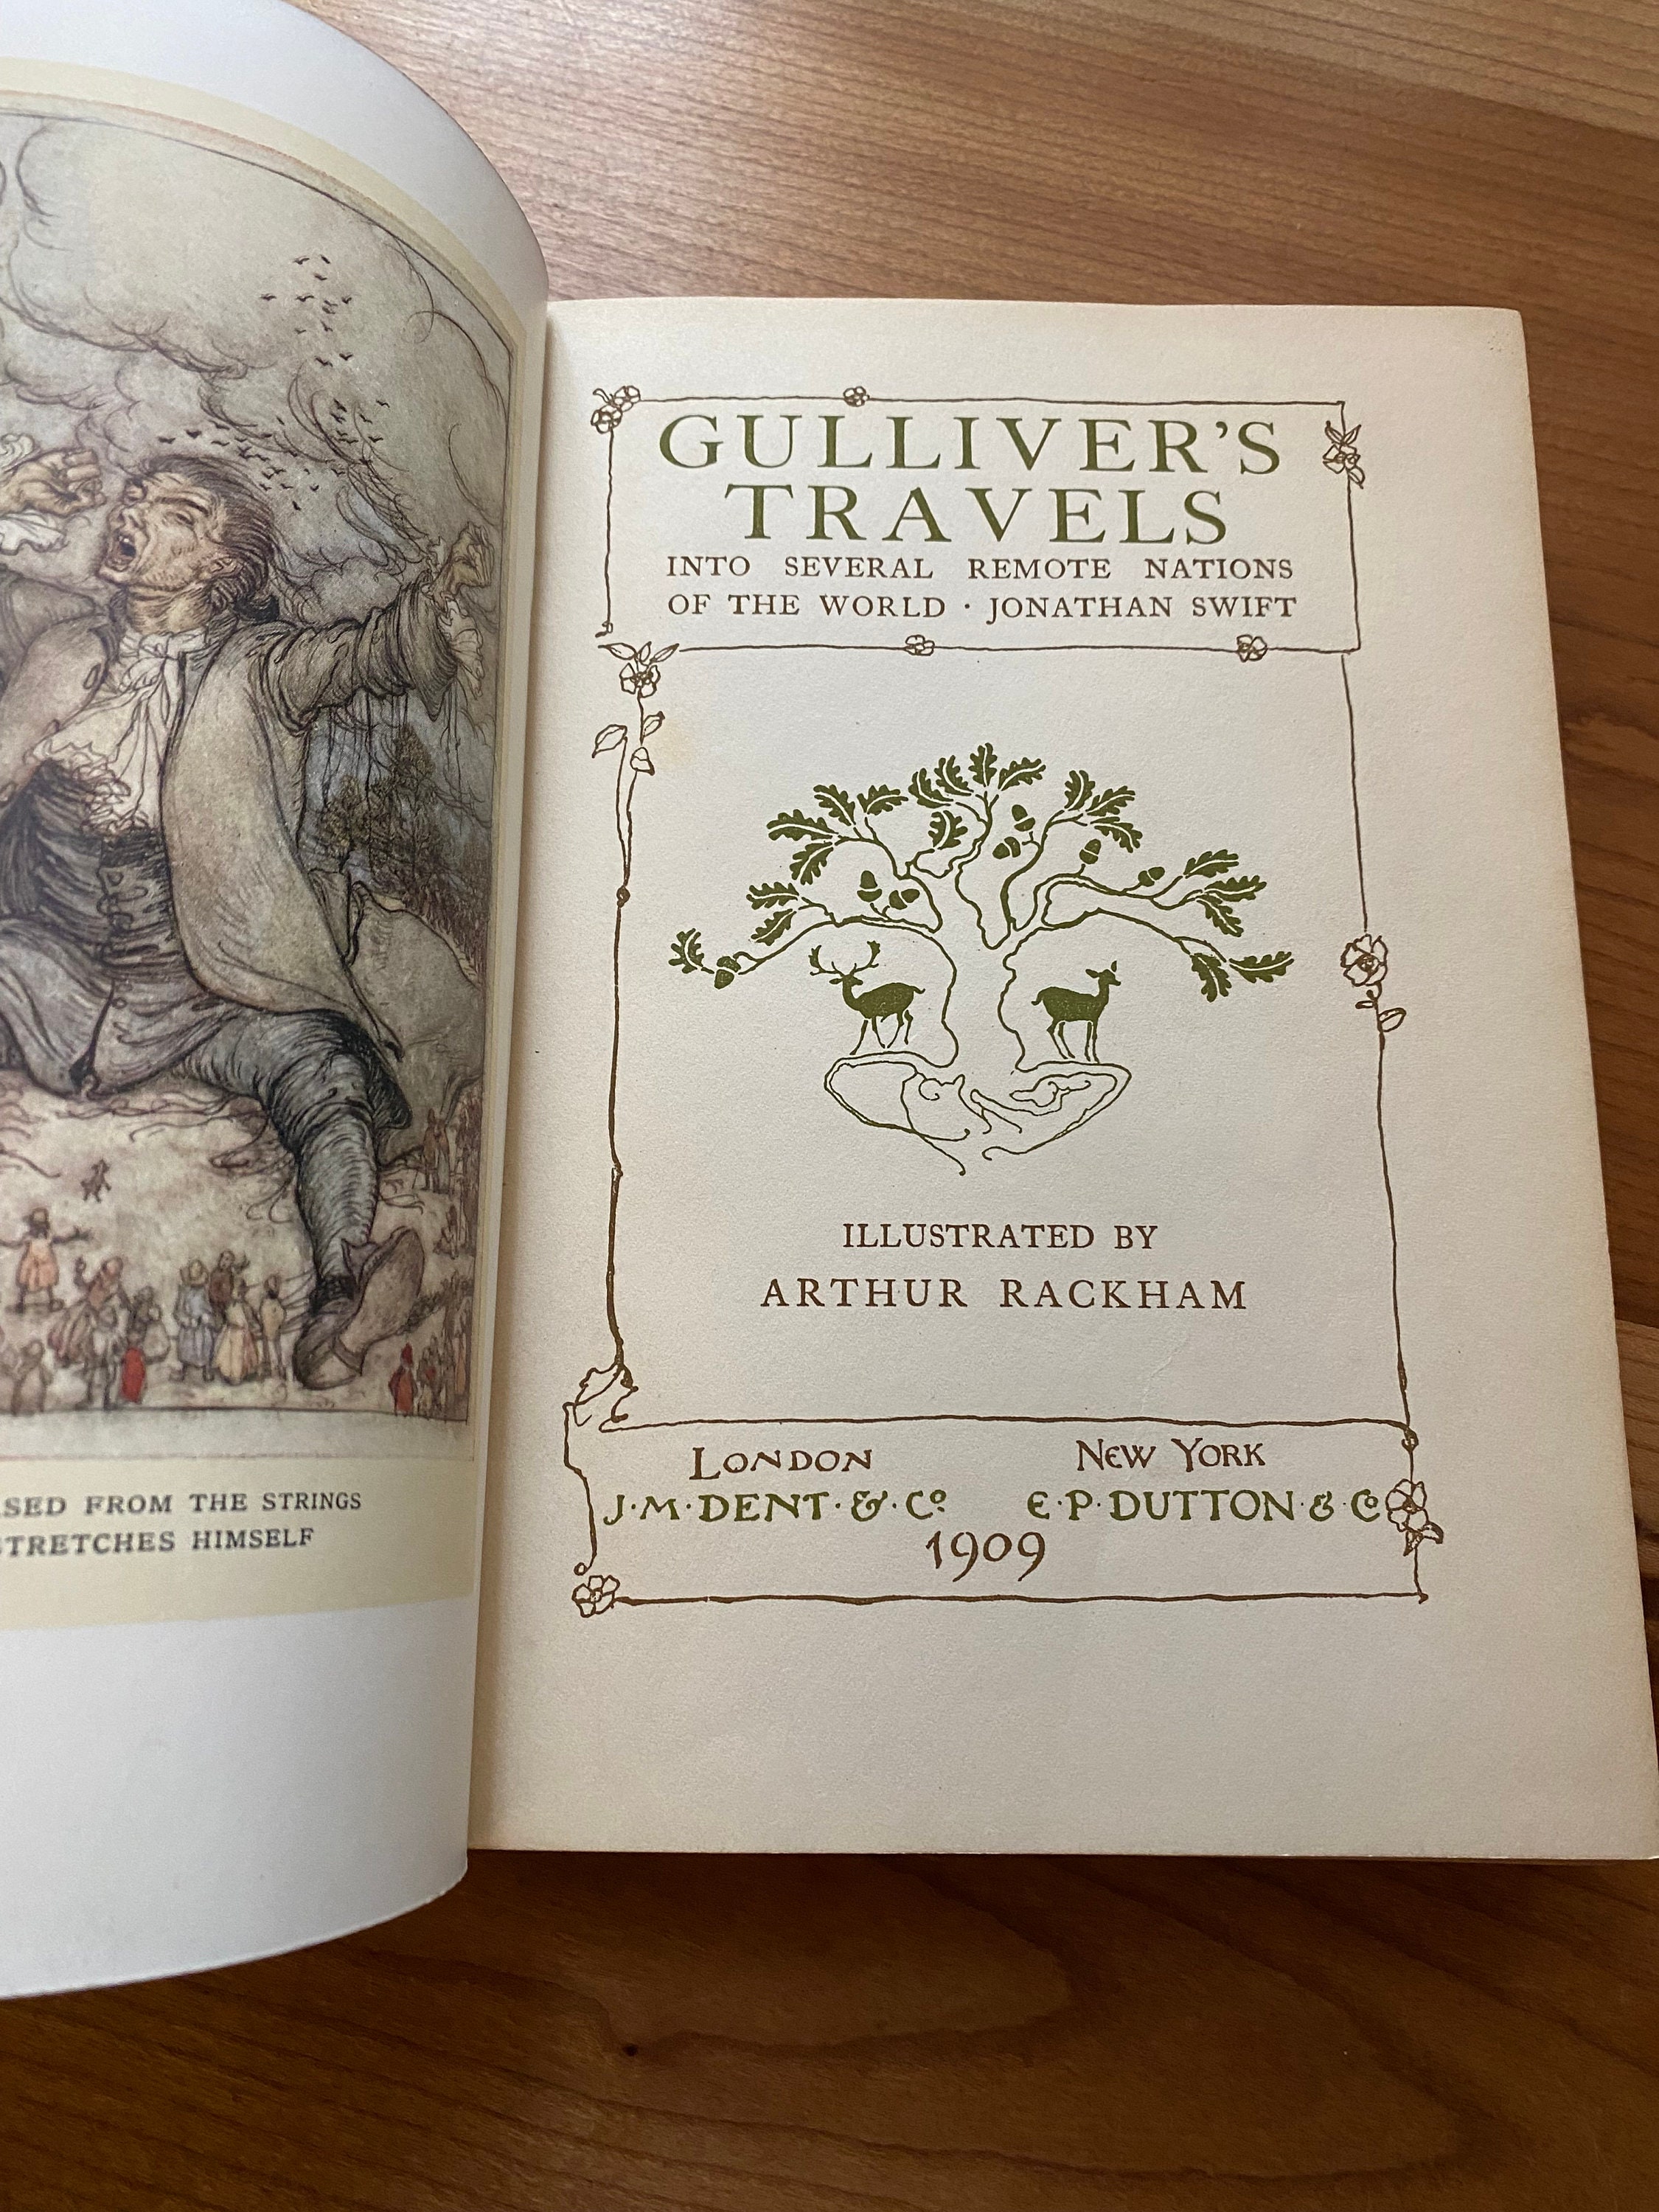 FROM THE STRINGS
STRETCHES HIMSELF
GULLIVER'S
TRAVELS
INTO SEVERAL REMOTE NATIONS
OF THE WORLD · JONATHAN SWIFT
ILLUSTRATED BY
ARTHUR RACKHAM
LONDON
J·M·DENT·&·Co
NEW YORK
E·P·DUTTON·&·Co
1909